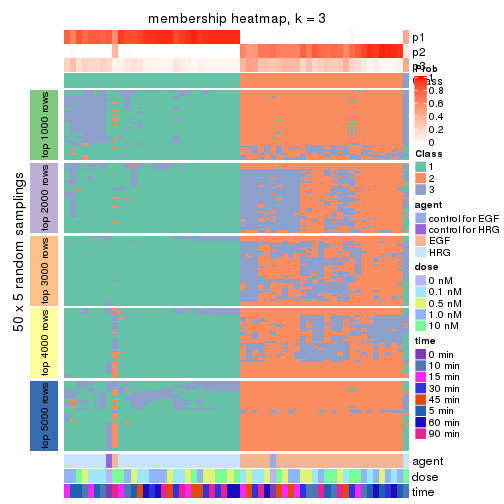 membership heatmap, k = 3
p1
p2
p3
Class
50 x 5 random samplings
top 1000 rows
top 2000 rows
top 3000 rows
top 4000 rows
top 5000 rows
agent
dose
time
Prob
1
0.8
0.6
0.4
0.2
0
Class
1
2
3
agent
control for EGF
control for HRG
EGF
HRG
dose
0 nM
0.1 nM
0.5 nM
1.0 nM
10 nM
time
0 min
10 min
15 min
30 min
45 min
5 min
60 min
90 min